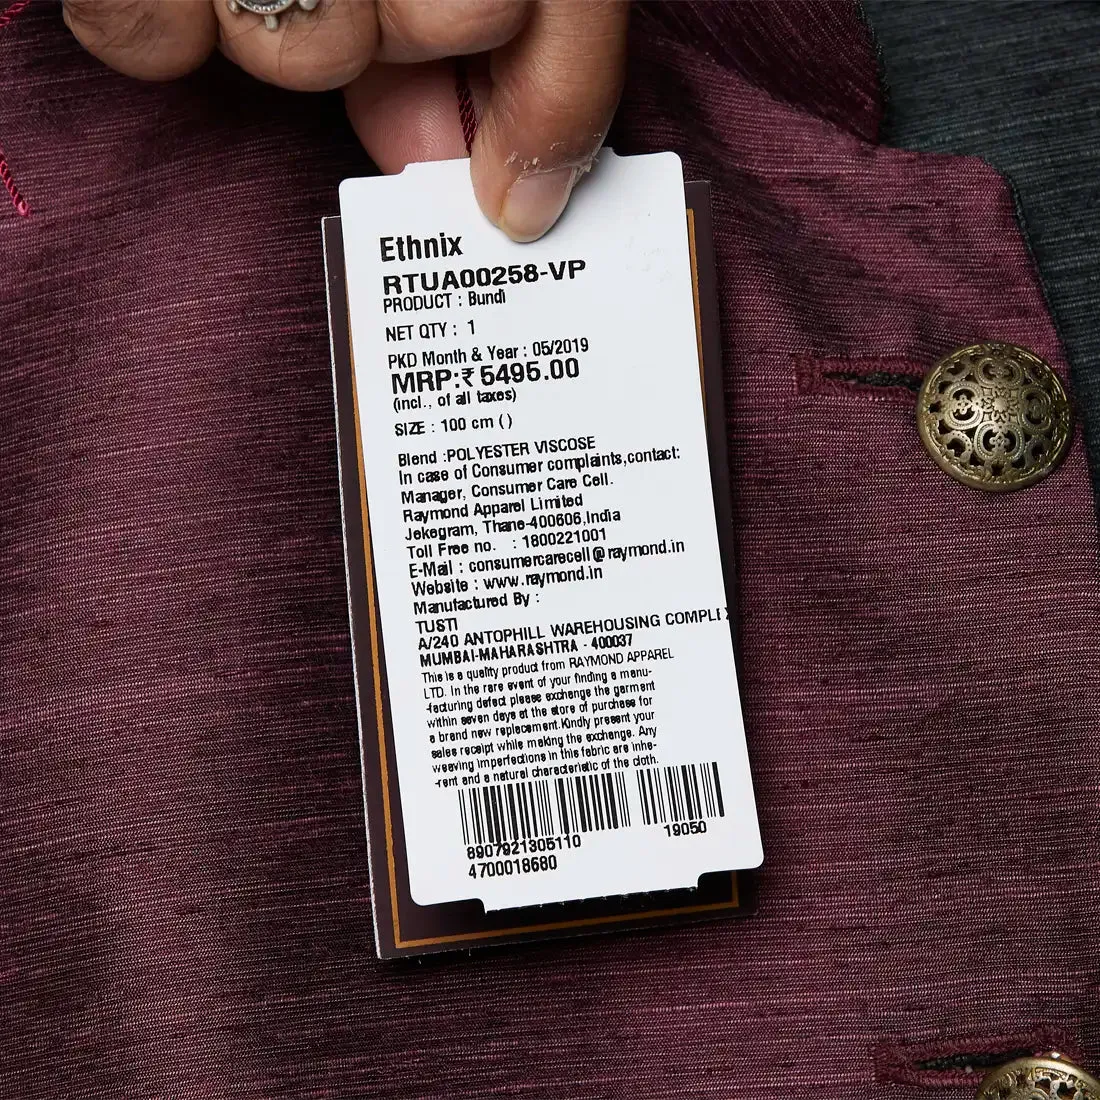 Ethnix
RTUA00258-VP
PRODUCT : Bundi
NET QTY : 1
PKD Month & Year : 05/2019
MRP:₹ 5495.00
(incl., of all taxes)
SIZE : 100 cm ()
Blend :POLYESTER VISCOSE
In case of Consumer complaints,contact:
Manager, Consumer Care Cell.
Raymond Apparel Limited
Jekegram, Thane-400606,India
Toll Free no. : 1800221001
E-Mail : consumercarecell@raymond.in
Website : www.raymond.in
Manufactured By :
TUSTI
A/240 ANTOPHILL WAREHOUSING COMPLEX
MUMBAI-MAHARASHTRA - 400037
This is a quality product from RAYMOND APPAREL
LTD. In the rare event of your finding a manu-
-facturing defect please exchange the garment
within seven days at the store of purchase for
a brand new replacement.Kindly present your
sales receipt while making the exchange. Any
weaving imperfections in this fabric are inhe-
-rent and a natural characteristic of the cloth.
8907921305110 19050
4700018680